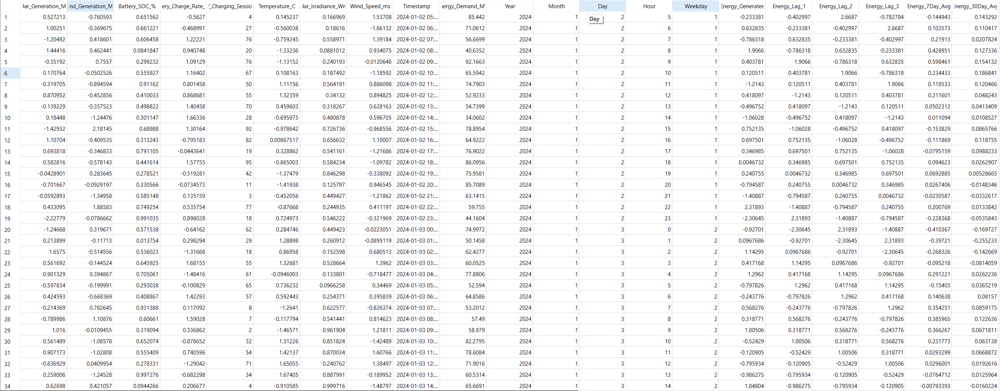 lar_Generation_M ind_Generation_M Battery_SOC_% ery_Charge_Rate_ _Charging_Sessio Temperature_C lar_Irradiance_Wn Wind_Speed_ms Timestamp nergy_Demand_M Year Month Day Hour Weekday Energy_Generated Energy_Lag_1 Energy_Lag_2 Energy_Lag_3 Energy_7Day_Avg Energy_30Day_Avg
1 0.527213 -0.760593 0.651562 -0.5627 4 0.145237 0.166969 1.53708 2024-01-02 05:... 85.442 2024 1 2 5 1 -0.233381 -0.402997 2.6687 -0.782784 -0.144943 0.143292
Day
2 1.00251 -0.369675 0.661221 -0.468991 27 -0.560038 0.18616 -1.66132 2024-01-02 06:... 71.0612 2024 1 2 6 1 0.632835 -0.233381 -0.402997 2.6687 0.103573 0.110417
3 -1.20492 0.418601 0.606458 1.22221 76 -0.759245 0.558971 1.39184 2024-01-02 07:... 56.6699 2024 1 2 7 1 -0.786318 0.632835 -0.233381 -0.402997 0.21913 0.0207824
4 1.44416 0.462441 0.0841847 0.940748 20 -1.33236 0.0881012 0.934075 2024-01-02 08:... 40.6352 2024 1 2 8 1 1.9066 -0.786318 0.632835 -0.233381 0.428951 0.127336
5 -0.35192 0.7557 0.299232 1.09129 76 -1.13152 0.240193 -0.0120646 2024-01-02 09:... 92.1663 2024 1 2 9 1 0.403781 1.9066 -0.786318 0.632835 0.598461 0.154132
6 0.170764 -0.0502526 0.555927 1.16402 67 0.108163 0.187492 -1.18592 2024-01-02 10:... 65.5942 2024 1 2 10 1 0.120511 0.403781 1.9066 -0.786318 0.234433 0.186841
7 -0.319705 -0.894594 0.91162 0.801458 50 1.11156 0.564191 0.886098 2024-01-02 11:... 74.7903 2024 1 2 11 1 -1.2143 0.120511 0.403781 1.9066 0.118533 0.120466
8 0.870952 -0.452856 0.410033 0.868681 55 1.32359 0.34132 0.894825 2024-01-02 12:... 52.9233 2024 1 2 12 1 0.418097 -1.2143 0.120511 0.403781 0.211601 0.048243
9 -0.139229 -0.357523 0.498822 1.40458 70 0.459603 0.318267 0.628163 2024-01-02 13:... 54.7399 2024 1 2 13 1 -0.496752 0.418097 -1.2143 0.120511 0.0502312 0.0413409
10 0.18448 -1.24476 0.301147 1.66336 28 -0.695975 0.480878 0.596705 2024-01-02 14:... 34.0602 2024 1 2 14 1 -1.06028 -0.496752 0.418097 -1.2143 0.011094 0.0108527
11 -1.42932 2.18145 0.68988 1.30164 92 -0.978642 0.726736 -0.968556 2024-01-02 15:... 78.8954 2024 1 2 15 1 0.752135 -1.06028 -0.496752 0.418097 -0.153829 0.0865766
12 1.10704 -0.409535 0.313243 -0.795183 82 0.00867517 0.656632 1.10007 2024-01-02 16:... 64.9222 2024 1 2 16 1 0.697501 0.752135 -1.06028 -0.496752 -0.111869 0.118755
13 0.693818 -0.346833 0.791105 -0.0443641 19 0.328862 0.541161 -1.21686 2024-01-02 17:... 76.9022 2024 1 2 17 1 0.346985 0.697501 0.752135 -1.06028 -0.0795159 0.0988233
14 0.582816 -0.578143 0.441614 1.57755 95 -0.865003 0.584234 -1.09782 2024-01-02 18:... 86.0956 2024 1 2 18 1 0.0046732 0.346985 0.697501 0.752135 0.094623 0.0262907
15 -0.0428901 0.283645 0.278521 -0.519281 42 -1.37479 0.846298 -0.338092 2024-01-02 19:... 75.9581 2024 1 2 19 1 0.240755 0.0046732 0.346985 0.697501 0.0692885 0.00528665
16 -0.701667 -0.0929197 0.330566 -0.0734573 11 -1.41938 0.125797 0.946545 2024-01-02 20:... 85.7089 2024 1 2 20 1 -0.794587 0.240755 0.0046732 0.346985 0.0267406 -0.0148346
17 -0.0592893 -1.34958 0.585148 0.135159 3 -0.452056 0.449427 -1.21862 2024-01-02 21:... 63.1415 2024 1 2 21 1 -1.40887 -0.794587 0.240755 0.0046732 -0.0230587 -0.0332617
18 0.433095 1.88583 0.749254 0.535754 77 -0.87668 0.244935 0.411197 2024-01-02 22:... 59.755 2024 1 2 22 1 2.31893 -1.40887 -0.794587 0.240755 0.200769 0.0133842
19 -2.22779 -0.0786662 0.991035 0.898028 18 0.724973 0.546222 -0.321969 2024-01-02 23:... 44.1604 2024 1 2 23 1 -2.30645 2.31893 -1.40887 -0.794587 -0.228368 -0.0535843
20 -1.24668 0.319671 0.571538 -0.64162 62 0.284746 0.449423 -0.0223051 2024-01-03 00:... 74.9972 2024 1 3 0 2 -0.92701 -2.30645 2.31893 -1.40887 -0.410367 -0.169727
21 0.213899 -0.11713 0.013754 0.298294 29 1.28898 0.260912 -0.0895119 2024-01-03 01:... 50.1458 2024 1 3 1 2 0.0967686 -0.92701 -2.30645 2.31893 -0.39721 -0.255233
22 1.6575 -0.514556 0.536023 -1.31668 18 0.86958 0.152598 0.680513 2024-01-03 02:... 62.4277 2024 1 3 2 2 1.14295 0.0967686 -0.92701 -2.30645 -0.268326 -0.142669
23 0.561692 -0.144524 0.645925 1.68155 55 1.32681 0.528664 1.3962 2024-01-03 03:... 60.0525 2024 1 3 3 2 0.417168 1.14295 0.0967686 -0.92701 -0.095218 -0.0814059
24 0.901329 0.394867 0.705061 -1.48416 61 -0.0946003 0.133801 -0.718477 2024-01-03 04:... 77.8806 2024 1 3 4 2 1.2962 0.417168 1.14295 0.0967686 0.291221 0.0262236
25 -0.597834 -0.199991 0.293038 -0.100829 65 0.736232 0.0966258 0.34469 2024-01-03 05:... 52.594 2024 1 3 5 2 -0.797826 1.2962 0.417168 1.14295 -0.15403 0.0365219
26 0.424593 -0.668369 0.408867 1.42293 57 0.592443 0.254371 0.395839 2024-01-03 06:... 64.8586 2024 1 3 6 2 -0.243776 -0.797826 1.2962 0.417168 0.140638 0.08157
27 -0.214369 0.782645 0.931388 0.117092 8 -1.2641 0.622577 -0.826374 2024-01-03 07:... 53.2012 2024 1 3 7 2 0.568276 -0.243776 -0.797826 1.2962 0.354251 0.0859175
28 -0.789986 1.10876 0.60661 1.59028 7 -0.117794 0.541441 0.814623 2024-01-03 08:... 57.49 2024 1 3 8 2 0.318771 0.568276 -0.243776 -0.797826 0.385965 0.122636
29 1.016 -0.0109455 0.319094 0.336862 2 -1.46571 0.961904 1.21811 2024-01-03 09:... 58.979 2024 1 3 9 2 1.00506 0.318771 0.568276 -0.243776 0.366267 0.0671811
30 0.561489 -1.08578 0.652074 -0.878652 32 1.31226 0.851824 -1.42489 2024-01-03 10:... 82.2795 2024 1 3 10 2 -0.52429 1.00506 0.318771 0.568276 0.231773 0.063138
31 0.907173 -1.02808 0.555409 0.740596 54 1.42137 0.870034 1.60766 2024-01-03 11:... 78.6084 2024 1 3 11 2 -0.120905 -0.52429 1.00506 0.318771 0.0293299 0.0668872
32 -0.836929 0.0409954 0.278331 -1.29042 71 1.65055 0.240762 1.38497 2024-01-03 12:... 71.9016 2024 1 3 12 2 -0.795934 -0.120905 -0.52429 1.00506 0.0296001 0.0192616
33 0.259006 -1.24528 0.997276 -0.682298 34 1.67405 0.887991 -0.189952 2024-01-03 13:... 60.5314 2024 1 3 13 2 -0.986275 -0.795934 -0.120905 -0.52429 -0.0764712 0.0125964
34 0.62698 0.421057 0.0944266 0.206677 4 -0.910585 0.999716 -1.48797 2024-01-03 14:... 65.6691 2024 1 3 14 2 1.04804 -0.986275 -0.795934 -0.120905 -0.00793393 -0.0160224